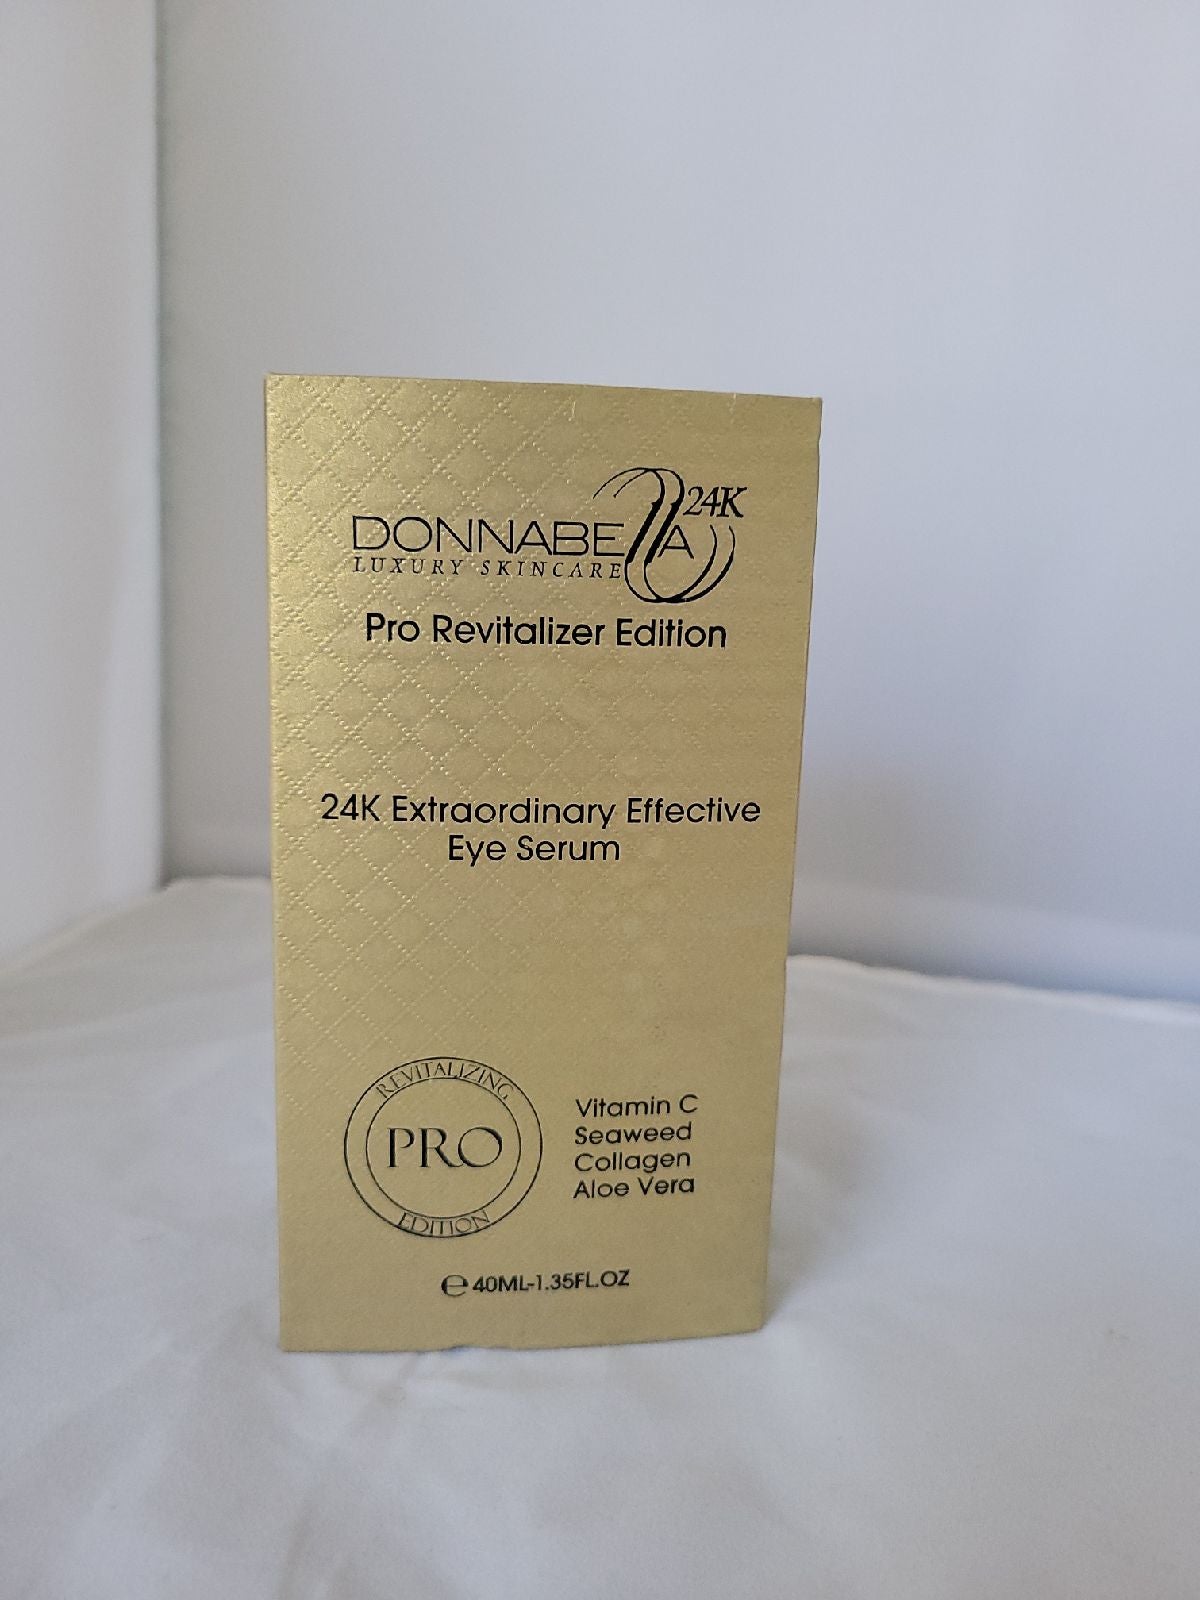 24K
DONNABELLA
LUXURY SKINCARE
Pro Revitalizer Edition
24K Extraordinary Effective
Eye Serum
REVITALIZING
PRO
EDITION
Vitamin C
Seaweed
Collagen
Aloe Vera
℮ 40ML-1.35FL.OZ